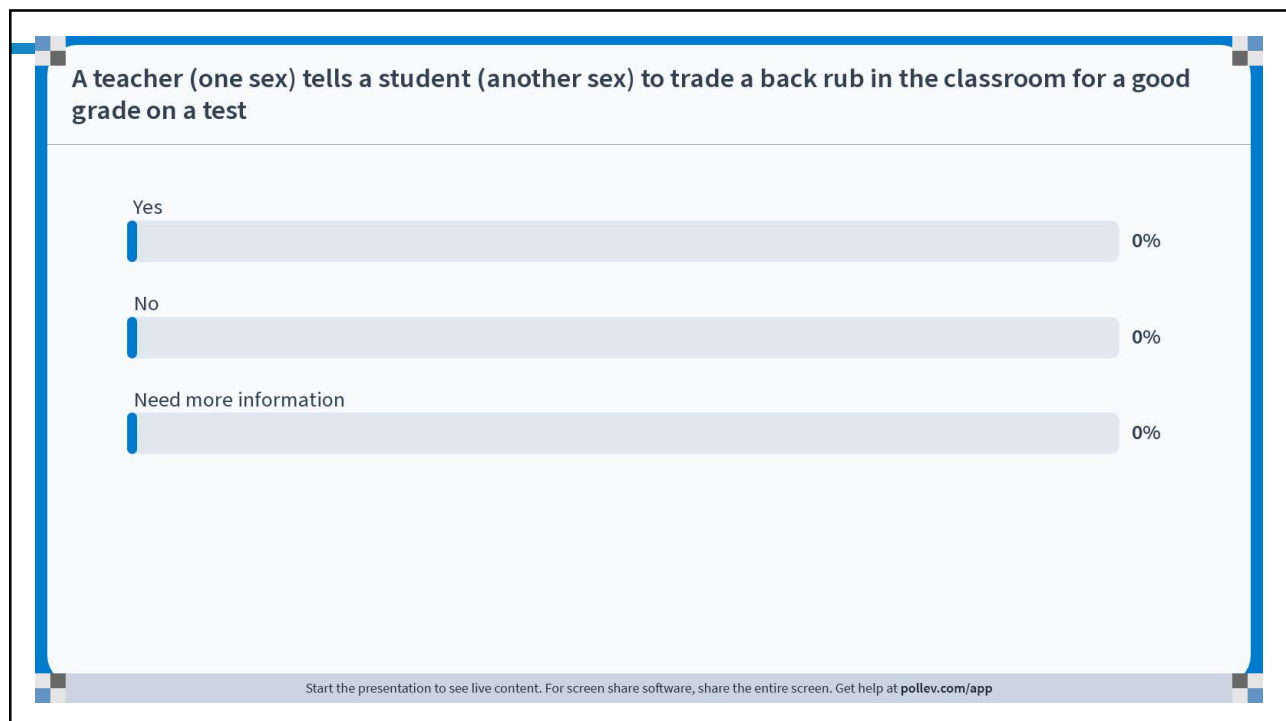 A teacher (one sex) tells a student (another sex) to trade a back rub in the classroom for a good
grade on a test
Yes
0%
No
0%
Need more information
0%
Start the presentation to see live content. For screen share software, share the entire screen. Get help at pollev.com/app